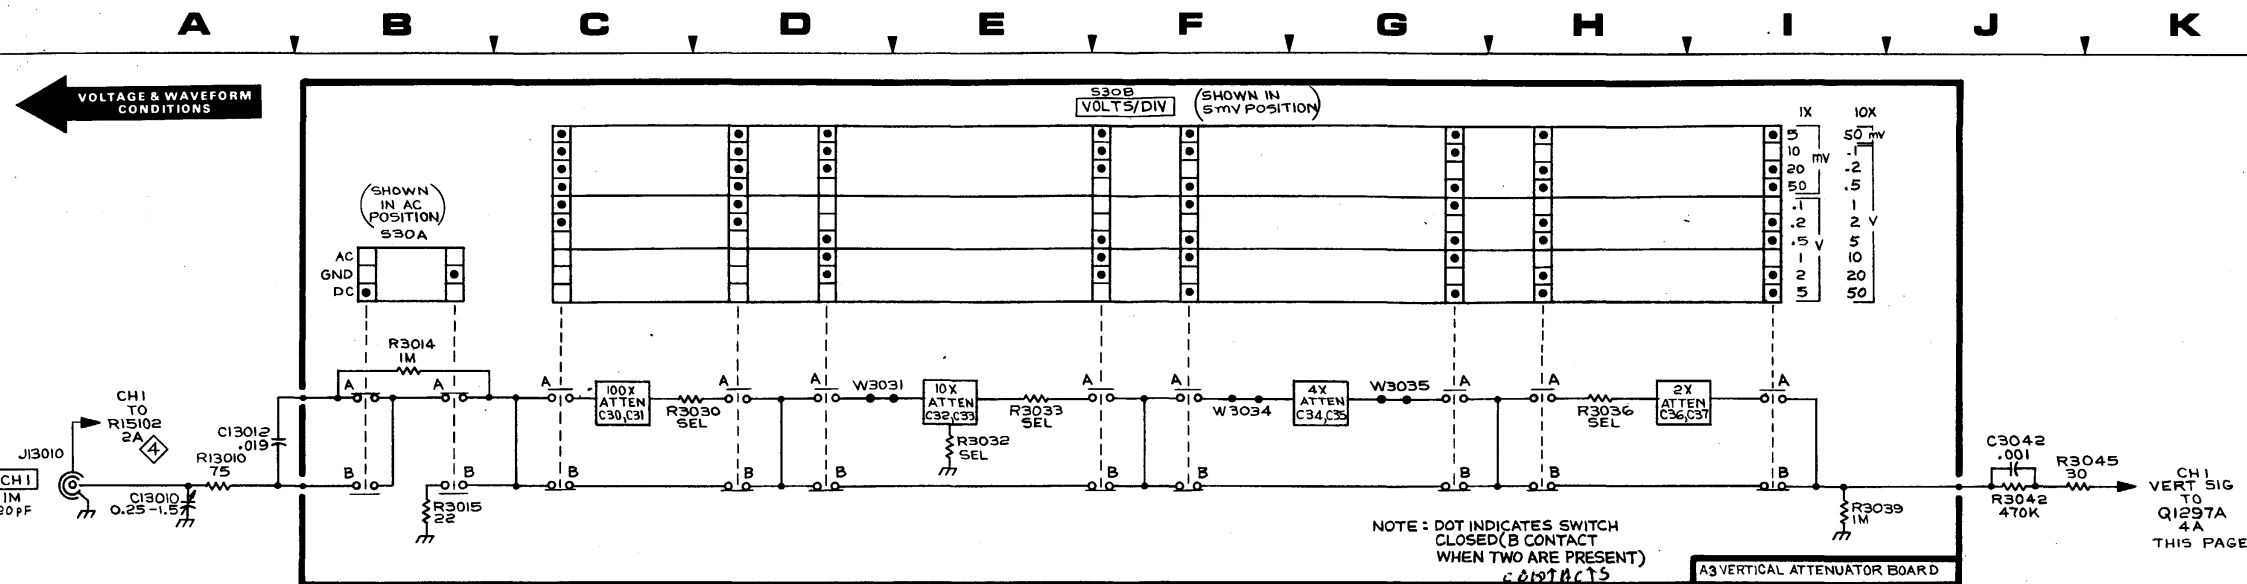 A B C D E F G H I J K
VOLTAGE & WAVEFORM
CONDITIONS
S30B
VOLTS/DIV
(SHOWN IN
5mV POSITION)
1X 10X
5 50 mV
10 .1
mV
20 .2
50 .5
.1 1
.2 2 V
.5 V 5
1 10
2 20
5 50
(SHOWN
IN AC
POSITION)
S30A
AC
GND
DC
R3014
1M
A A A A A A A A A A
100X
ATTEN
C30,C31
R3030
SEL
W3031
10X
ATTEN
C32,C33
R3033
SEL
R3032
SEL
W3034
4X
ATTEN
C34,C35
W3035
R3036
SEL
2X
ATTEN
C36,C37
CH1
TO
R15102
2A
4
C13012
.019
J13010
R13010
75
CH1
1M
20pF
C13010
0.25-1.5
B B B B B B B B B B
R3015
22
R3039
1M
C3042
.001
R3042
470K
R3045
30
CH1
VERT SIG
TO
Q1297A
4A
THIS PAGE
NOTE: DOT INDICATES SWITCH
CLOSED (B CONTACT
WHEN TWO ARE PRESENT)
CONTACTS
A3 VERTICAL ATTENUATOR BOARD